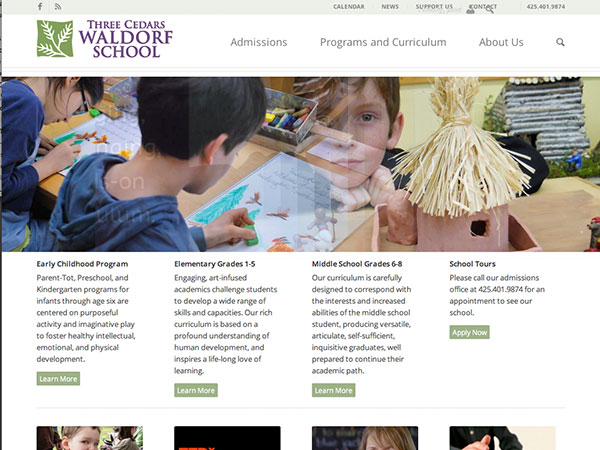 CALENDAR NEWS SUPPORT US CONTACT 425.401.9874
THREE CEDARS
WALDORF
SCHOOL
Admissions Programs and Curriculum About Us
Early Childhood Program
Parent-Tot, Preschool, and
Kindergarten programs for
infants through age six are
centered on purposeful
activity and imaginative play
to foster healthy intellectual,
emotional, and physical
development.
Learn More
Elementary Grades 1-5
Engaging, art-infused
academics challenge students
to develop a wide range of
skills and capacities. Our rich
curriculum is based on a
profound understanding of
human development, and
inspires a life-long love of
learning.
Learn More
Middle School Grades 6-8
Our curriculum is carefully
designed to correspond with
the interests and increased
abilities of the middle school
student, producing versatile,
articulate, self-sufficient,
inquisitive graduates, well
prepared to continue their
academic path.
Learn More
School Tours
Please call our admissions
office at 425.401.9874 for an
appointment to see our
school.
Apply Now